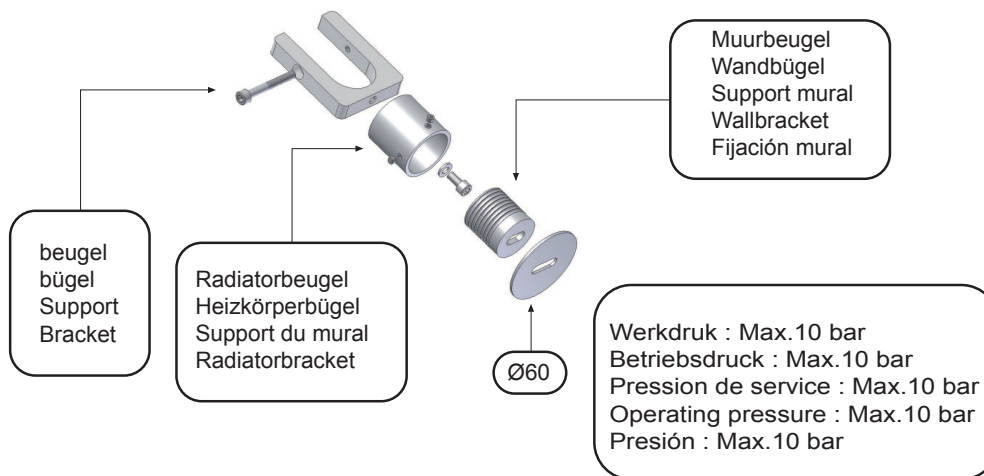 Muurbeugel
Wandbügel
Support mural
Wallbracket
Fijación mural
beugel
bügel
Support
Bracket
Radiatorbeugel
Heizkörperbügel
Support du mural
Radiatorbracket
Ø60
Werkdruk : Max.10 bar
Betriebsdruck : Max.10 bar
Pression de service : Max.10 bar
Operating pressure : Max.10 bar
Presión : Max.10 bar